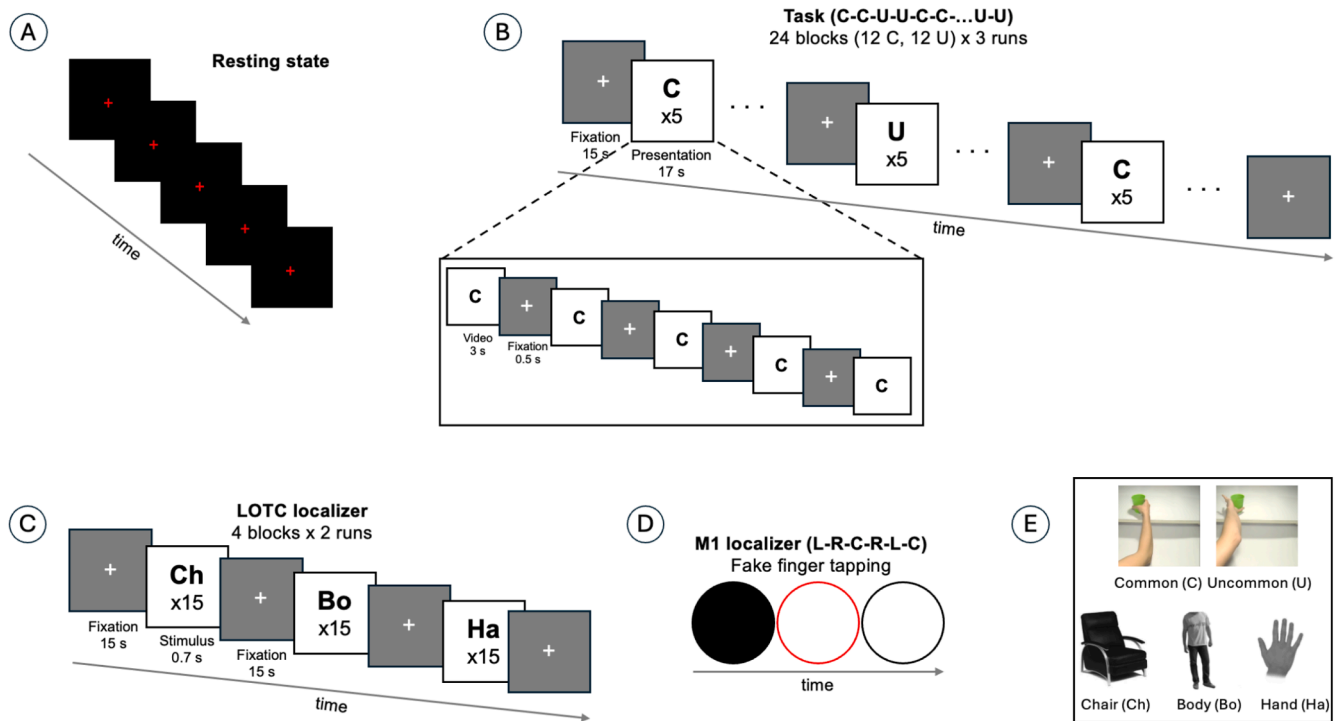 A
Resting state
time
B
Task (C-C-U-U-C-C-...U-U)
24 blocks (12 C, 12 U) x 3 runs
+
C
x5
. . .
+
U
x5
. . .
+
C
x5
. . .
+
Fixation
15 s
Presentation
17 s
time
C
+
C
+
C
+
C
+
C
Video
3 s
Fixation
0.5 s
C
LOTC localizer
4 blocks x 2 runs
+
Ch
x15
+
Bo
x15
+
Ha
x15
+
Fixation
15 s
Stimulus
0.7 s
Fixation
15 s
time
D
M1 localizer (L-R-C-R-L-C)
Fake finger tapping
time
E
Common (C) Uncommon (U)
Chair (Ch) Body (Bo) Hand (Ha)